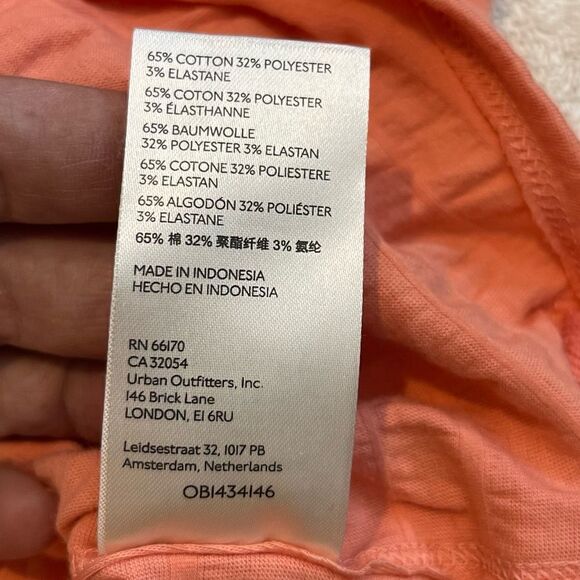 65% COTTON 32% POLYESTER
3% ELASTANE
65% COTON 32% POLYESTER
3% ÉLASTHANNE
65% BAUMWOLLE
32% POLYESTER 3% ELASTAN
65% COTONE 32% POLIESTERE
3% ELASTAN
65% ALGODÓN 32% POLIÉSTER
3% ELASTANE
65% 棉 32% 聚酯纤维 3% 氨纶
MADE IN INDONESIA
HECHO EN INDONESIA
RN 66170
CA 32054
Urban Outfitters, Inc.
146 Brick Lane
LONDON, E1 6RU
Leidsestraat 32, 1017 PB
Amsterdam, Netherlands
OB1434146